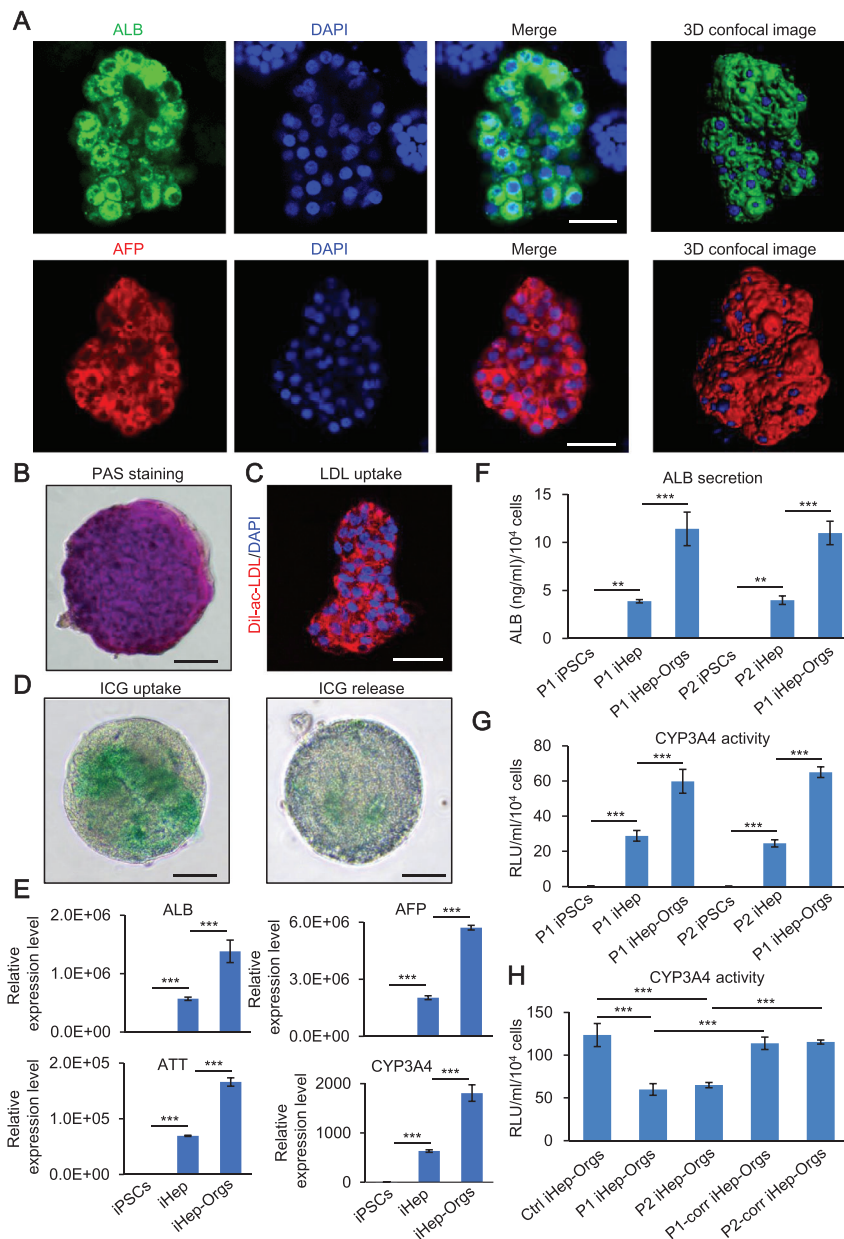 A
ALB DAPI Merge 3D confocal image
AFP DAPI Merge 3D confocal image
B PAS staining
C LDL uptake
Dil-ac-LDL/DAPI
D ICG uptake ICG release
E
ALB
Relative
expression level
2.0E+06
1.0E+06
0.0E+00
***
***
AFP
Relative
expression level
6.0E+06
3.0E+06
0.0E+00
***
***
ATT
Relative
expression level
2.0E+05
1.0E+05
0.0E+00
***
***
iPSCs
iHep
iHep-Orgs
CYP3A4
Relative
expression level
2000
1000
0
***
***
iPSCs
iHep
iHep-Orgs
F
ALB secretion
ALB (ng/ml)/10⁴ cells
15
10
5
0
**
***
**
***
P1 iPSCs
P1 iHep
P1 iHep-Orgs
P2 iPSCs
P2 iHep
P1 iHep-Orgs
G
CYP3A4 activity
RLU/ml/10⁴ cells
80
60
40
20
0
***
***
***
***
P1 iPSCs
P1 iHep
P1 iHep-Orgs
P2 iPSCs
P2 iHep
P1 iHep-Orgs
H
CYP3A4 activity
RLU/ml/10⁴ cells
150
100
50
0
***
***
***
***
Ctrl iHep-Orgs
P1 iHep-Orgs
P2 iHep-Orgs
P1-corr iHep-Orgs
P2-corr iHep-Orgs